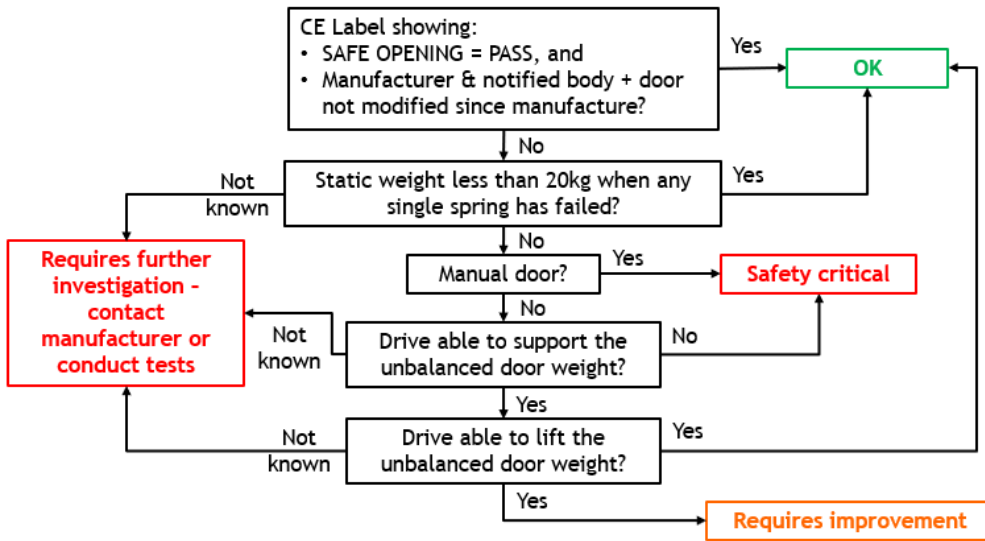 CE Label showing:
• SAFE OPENING = PASS, and
• Manufacturer & notified body + door
not modified since manufacture?
Yes
OK
No
Static weight less than 20kg when any
single spring has failed?
Not
known
Yes
No
Requires further
investigation –
contact
manufacturer or
conduct tests
Manual door?
Yes
Safety critical
No
Drive able to support the
unbalanced door weight?
Not
known
No
Yes
Drive able to lift the
unbalanced door weight?
Not
known
Yes
Yes
Requires improvement